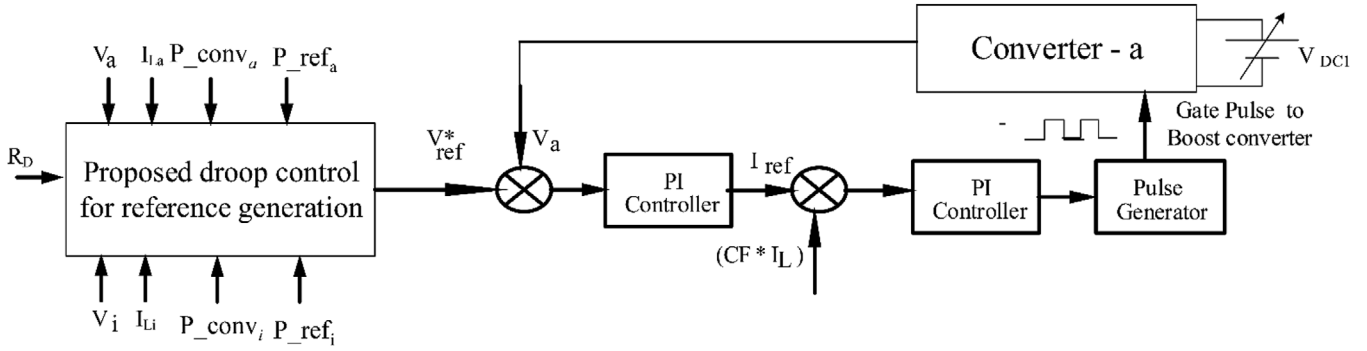 V_a I_La P_conv_a P_ref_a
R_D
Proposed droop control
for reference generation
V_i I_Li P_conv_i P_ref_i
V*_ref
V_a
PI
Controller
I_ref
(CF * I_L)
PI
Controller
Pulse
Generator
-
Gate Pulse to
Boost converter
Converter - a
V_DC1